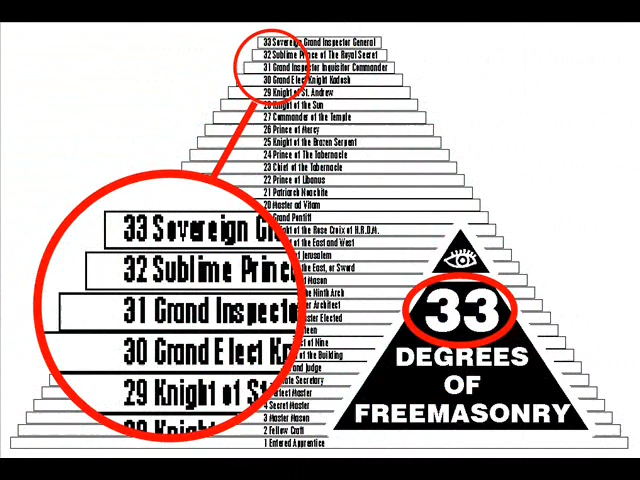 33 Sovereign Grand Inspector General
32 Sublime Prince of The Royal Secret
31 Grand Inspector Inquisitor Commander
30 Grand Elect Knight Kadosh
29 Knight of St. Andrew
28 Knight of the Sun
27 Commander of the Temple
26 Prince of Mercy
25 Knight of the Brazen Serpent
24 Prince of The Tabernacle
23 Chief of the Tabernacle
22 Prince of Libanus
21 Patriarch Noachite
20 Master ad Vitam
Grand Pontiff
of the Rose Croix of H.R.D.M.
of the East and West
Jerusalem
the East, or Sword
Mason
the Ninth Arch
Architect
Elected
of Nine
of the Building
and Judge
Secretary
Master
4 Secret Master
3 Master Mason
2 Fellow Craft
1 Entered Apprentice
33 Sovereign
32 Sublime
31 Grand
30 Grand Elect
29 Knight of
33
DEGREES
OF
FREEMASONRY